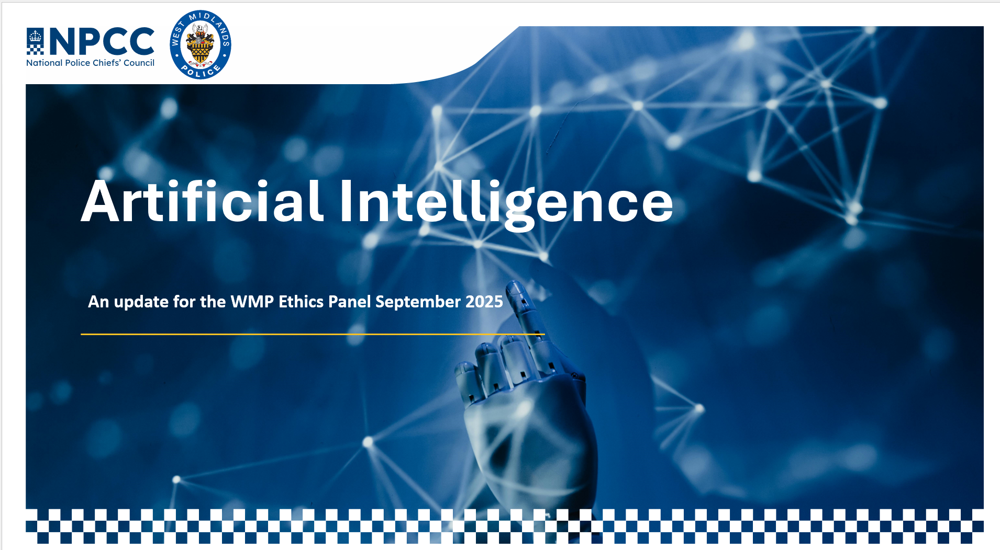 NPCC
National Police Chiefs' Council
WEST MIDLANDS
POLICE
Artificial Intelligence
An update for the WMP Ethics Panel September 2025